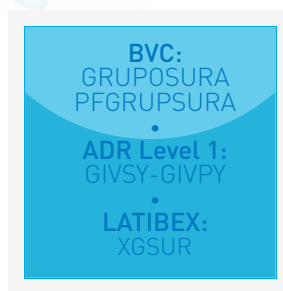 BVC:
GRUPOSURA
PFGRUPSURA
•
ADR Level 1:
GIVSY-GIVPY
•
LATIBEX:
XGSUR